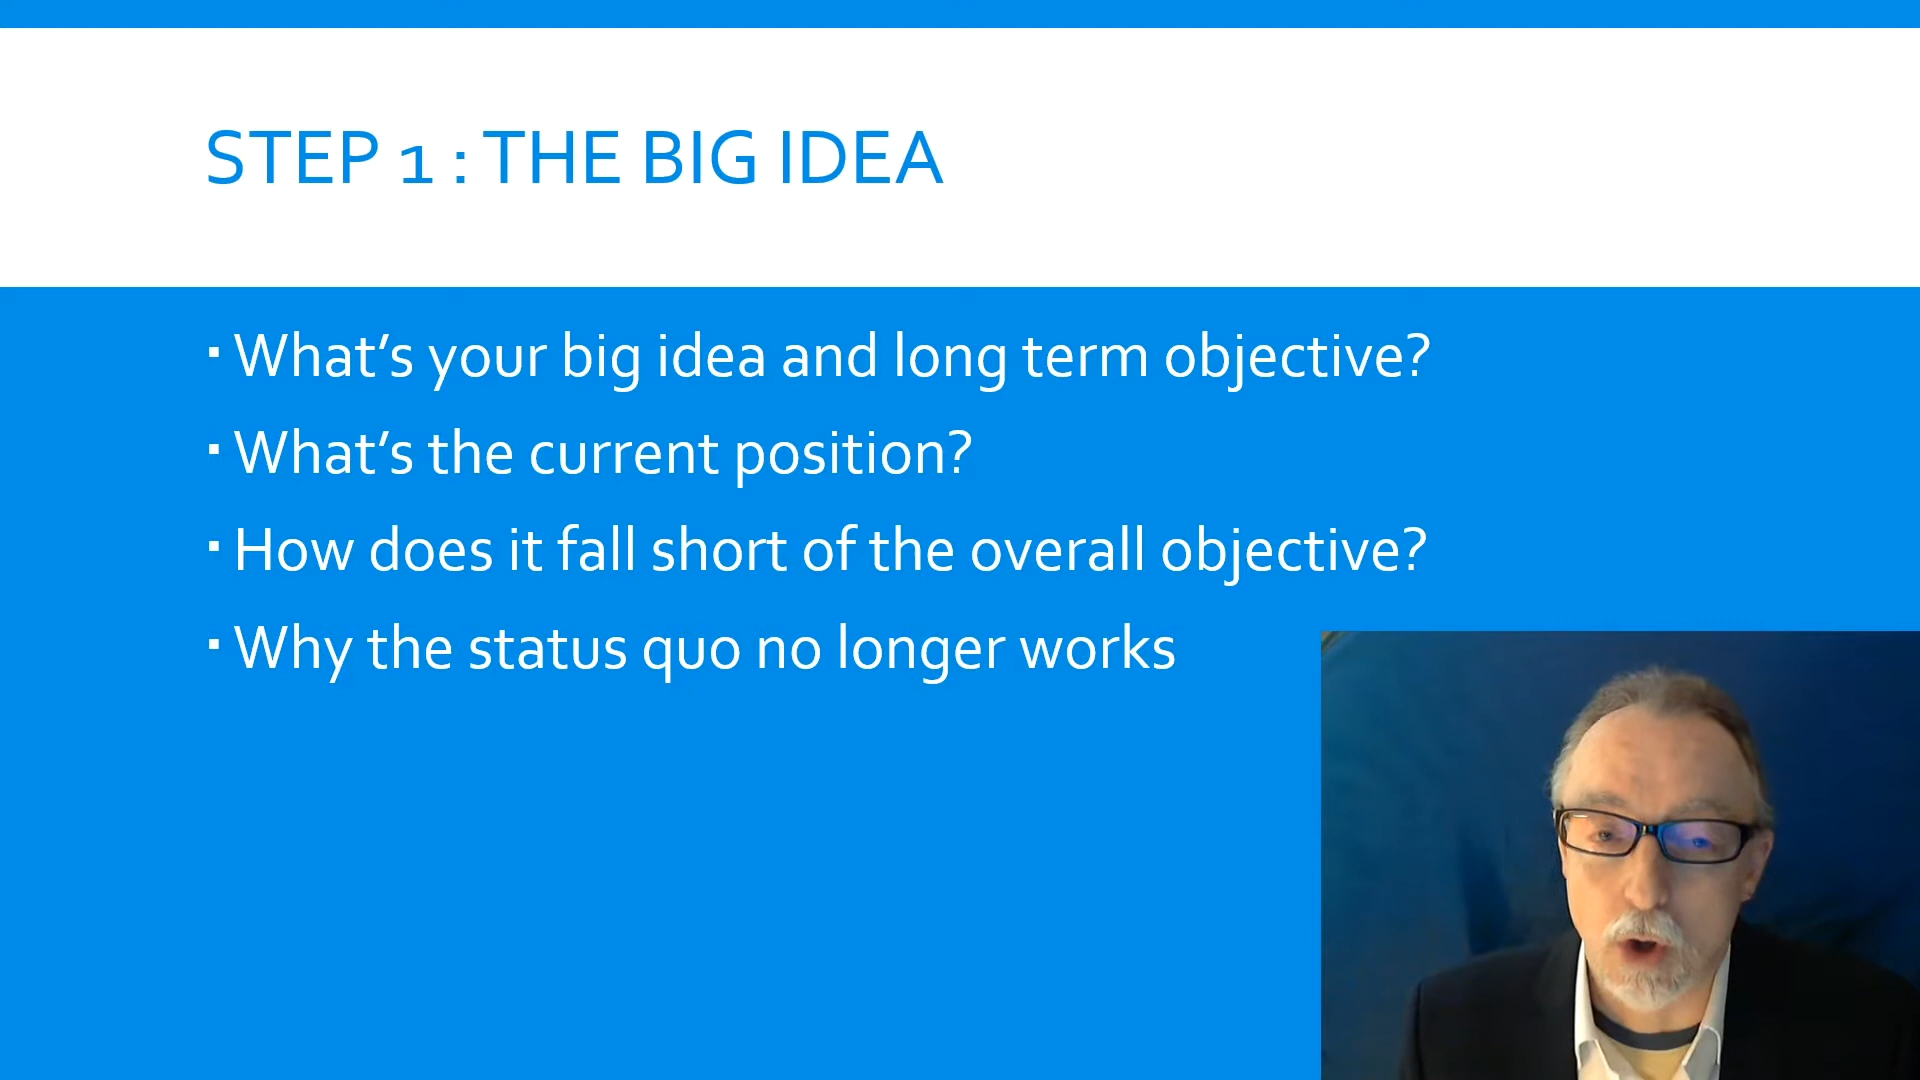 STEP 1 : THE BIG IDEA
▪ What’s your big idea and long term objective?
▪ What’s the current position?
▪ How does it fall short of the overall objective?
▪ Why the status quo no longer works